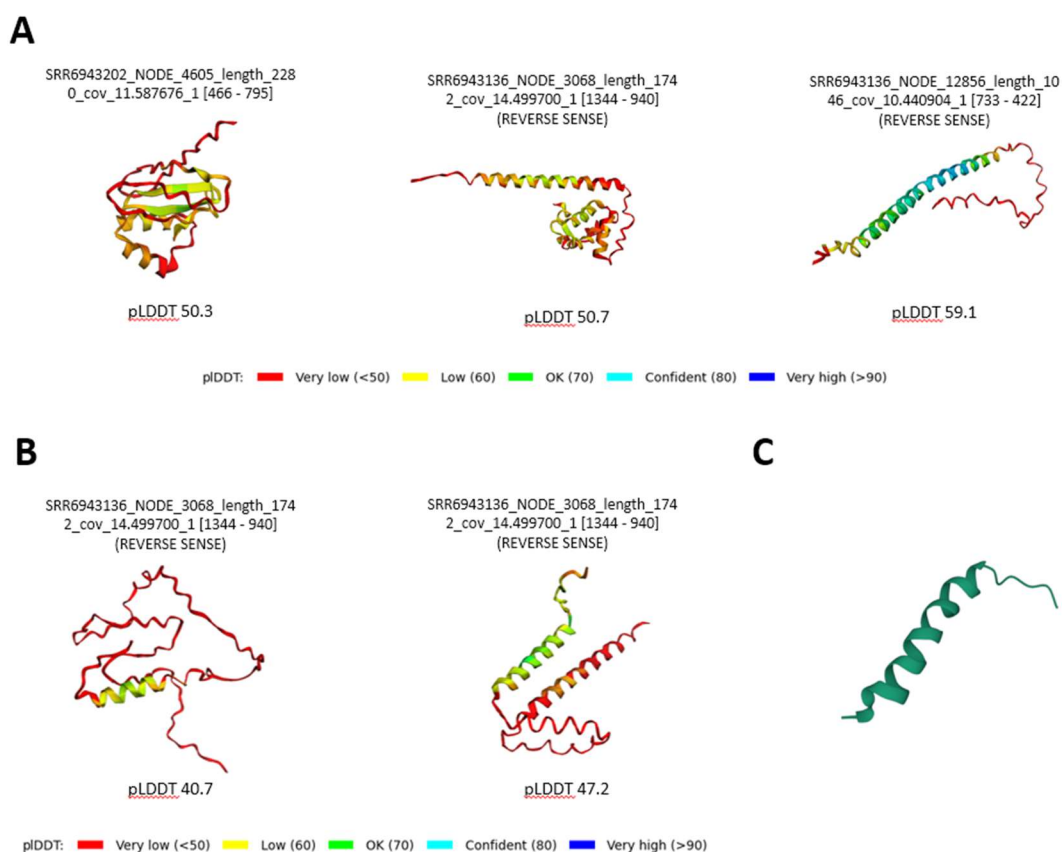 A
SRR6943202_NODE_4605_length_228
0_cov_11.587676_1 [466 - 795]
pLDDT 50.3
SRR6943136_NODE_3068_length_174
2_cov_14.499700_1 [1344 - 940]
(REVERSE SENSE)
pLDDT 50.7
SRR6943136_NODE_12856_length_10
46_cov_10.440904_1 [733 - 422]
(REVERSE SENSE)
pLDDT 59.1
plDDT: Very low (<50) Low (60) OK (70) Confident (80) Very high (>90)
B
SRR6943136_NODE_3068_length_174
2_cov_14.499700_1 [1344 - 940]
(REVERSE SENSE)
pLDDT 40.7
SRR6943136_NODE_3068_length_174
2_cov_14.499700_1 [1344 - 940]
(REVERSE SENSE)
pLDDT 47.2
C
plDDT: Very low (<50) Low (60) OK (70) Confident (80) Very high (>90)